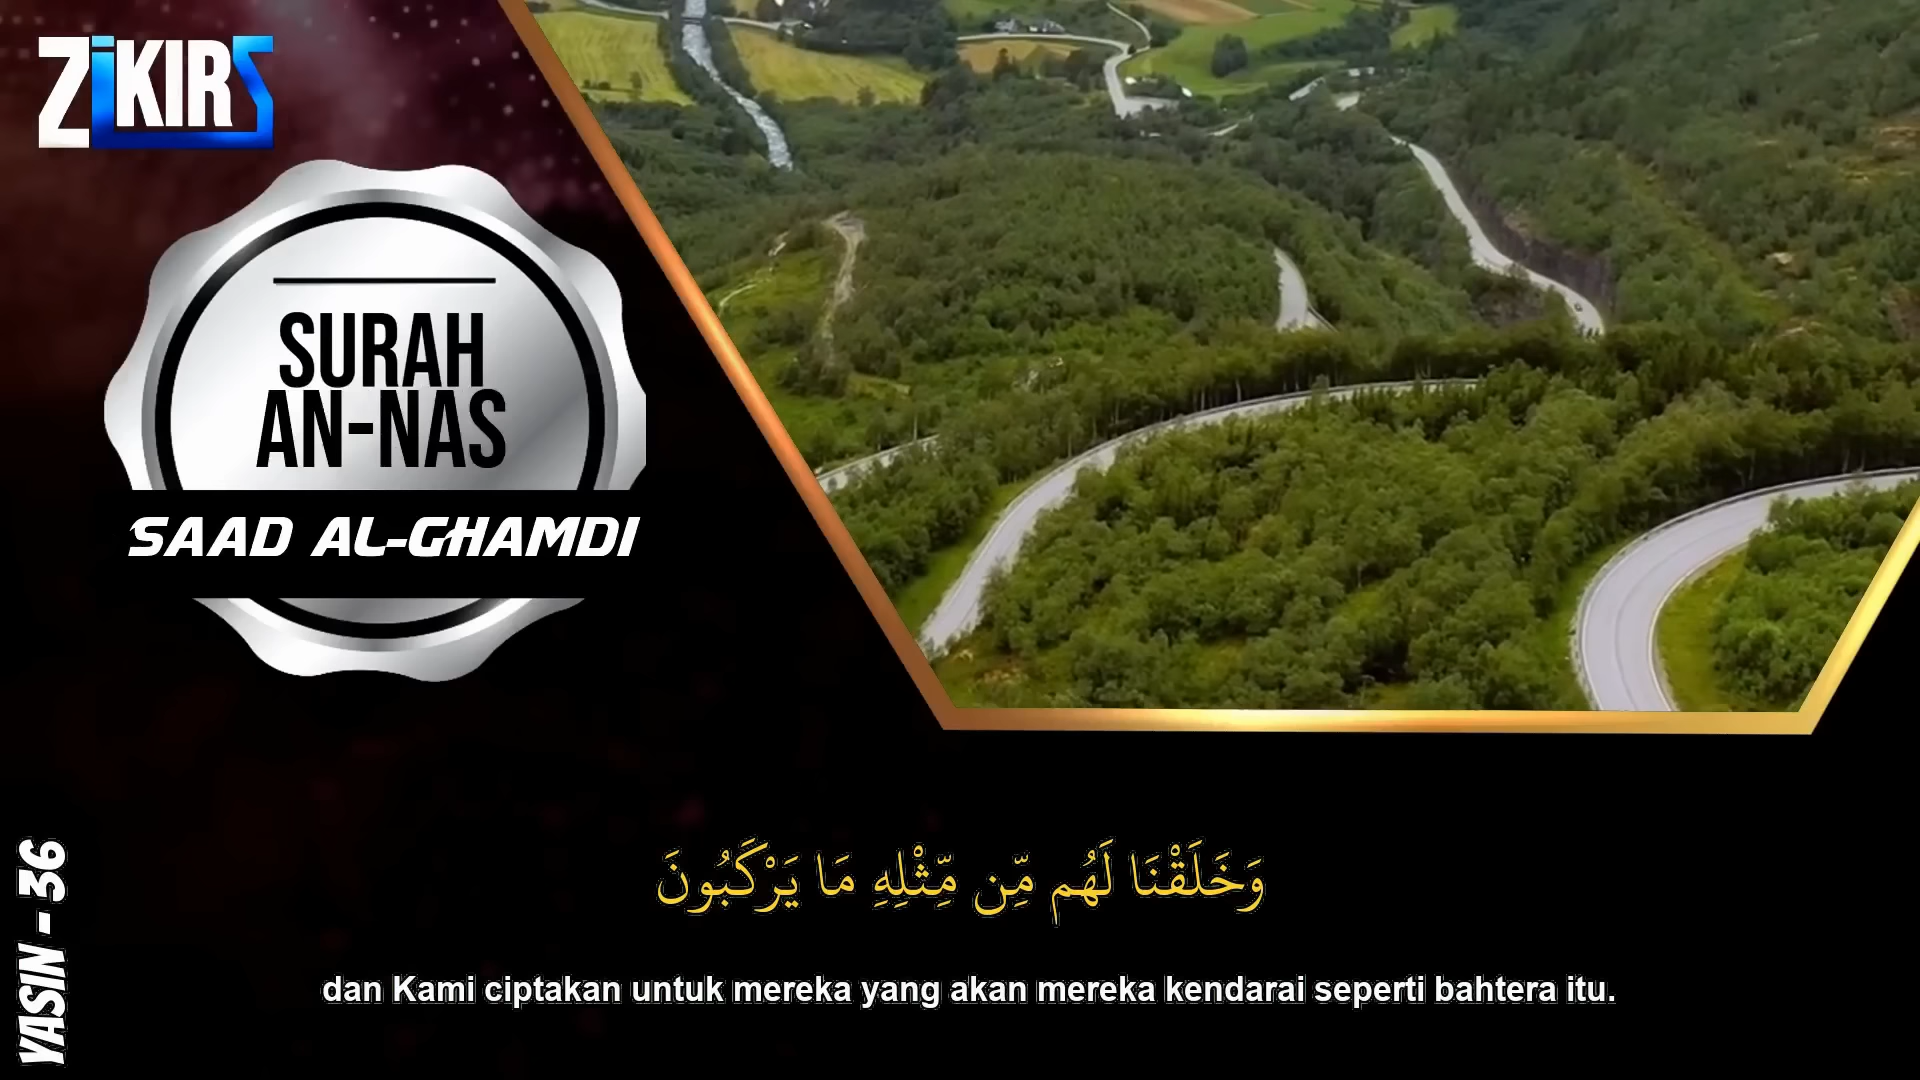 ZiKIRS
SURAH
AN-NAS
SAAD AL-GHAMDI
وَخَلَقْنَا لَهُم مِّن مِّثْلِهِ مَا يَرْكَبُونَ
dan Kami ciptakan untuk mereka yang akan mereka kendarai seperti bahtera itu.
YASIN - 36